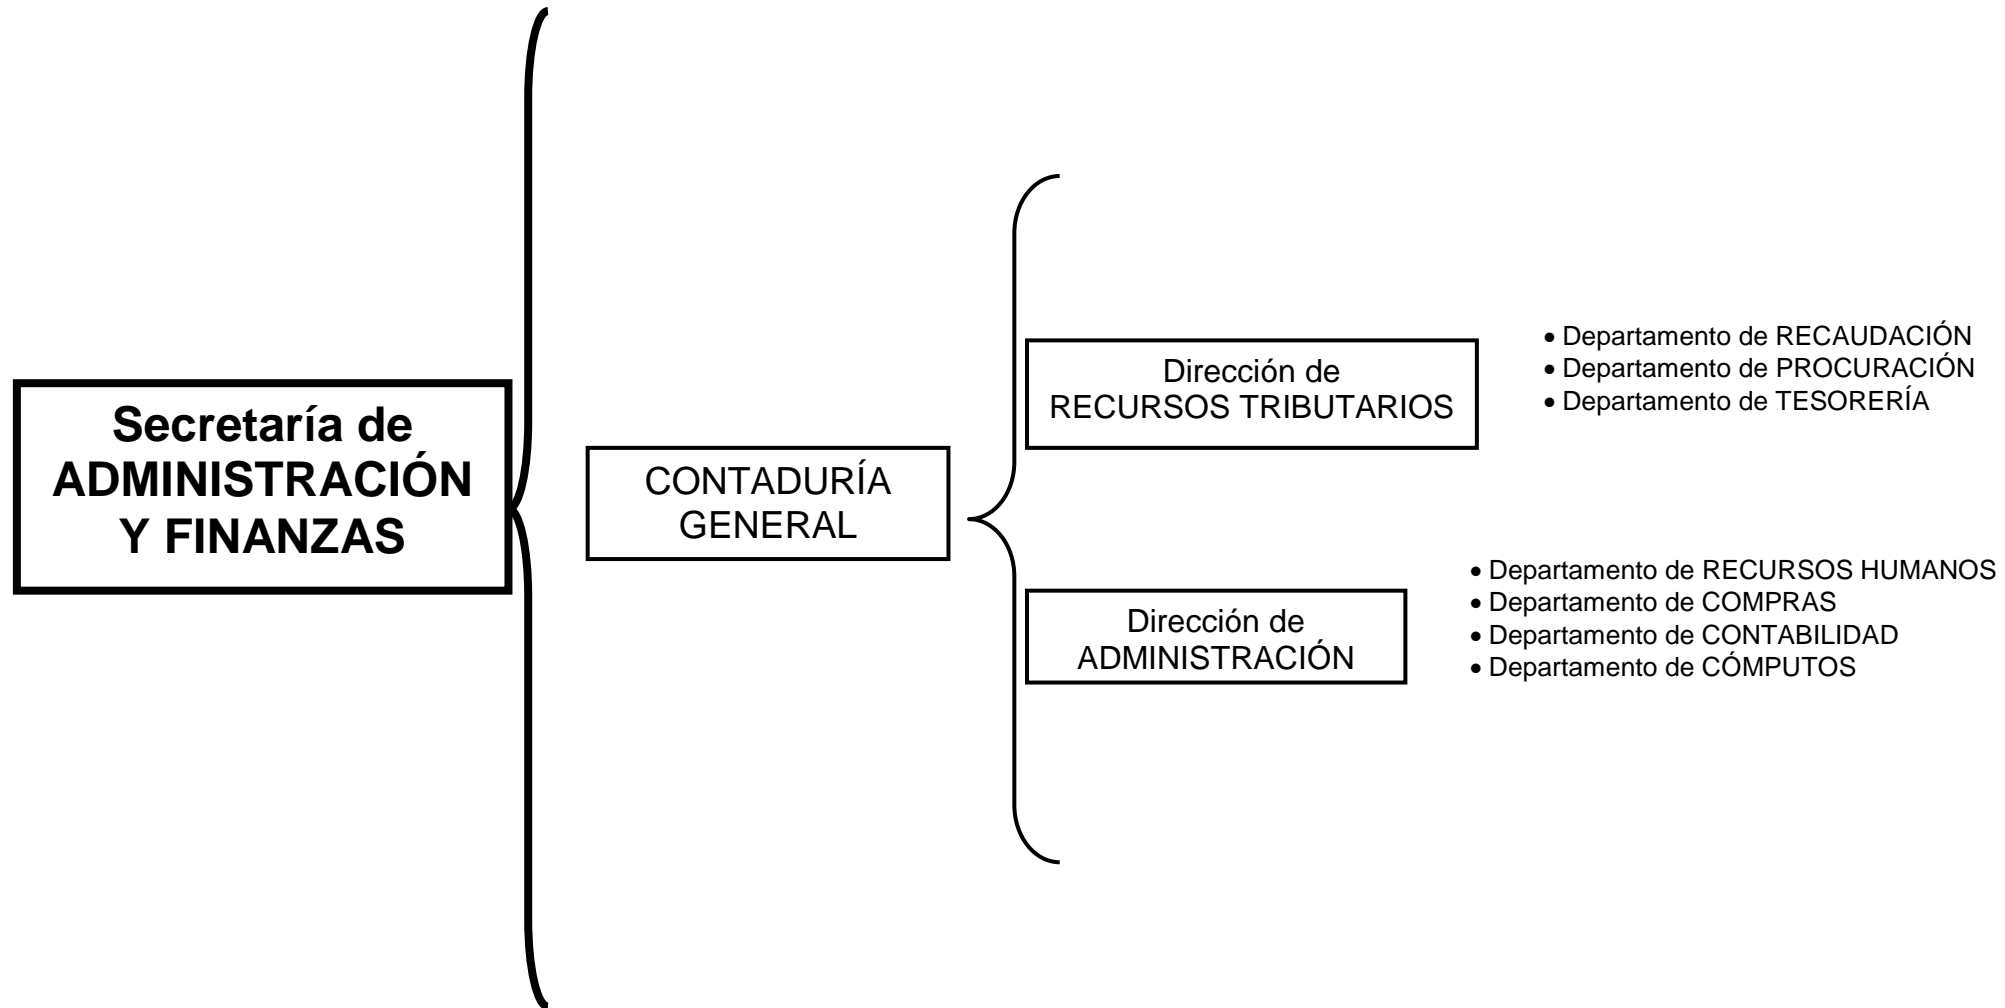 Secretaría de
ADMINISTRACIÓN
Y FINANZAS
CONTADURÍA
GENERAL
Dirección de
RECURSOS TRIBUTARIOS
• Departamento de RECAUDACIÓN
• Departamento de PROCURACIÓN
• Departamento de TESORERÍA
Dirección de
ADMINISTRACIÓN
• Departamento de RECURSOS HUMANOS
• Departamento de COMPRAS
• Departamento de CONTABILIDAD
• Departamento de CÓMPUTOS